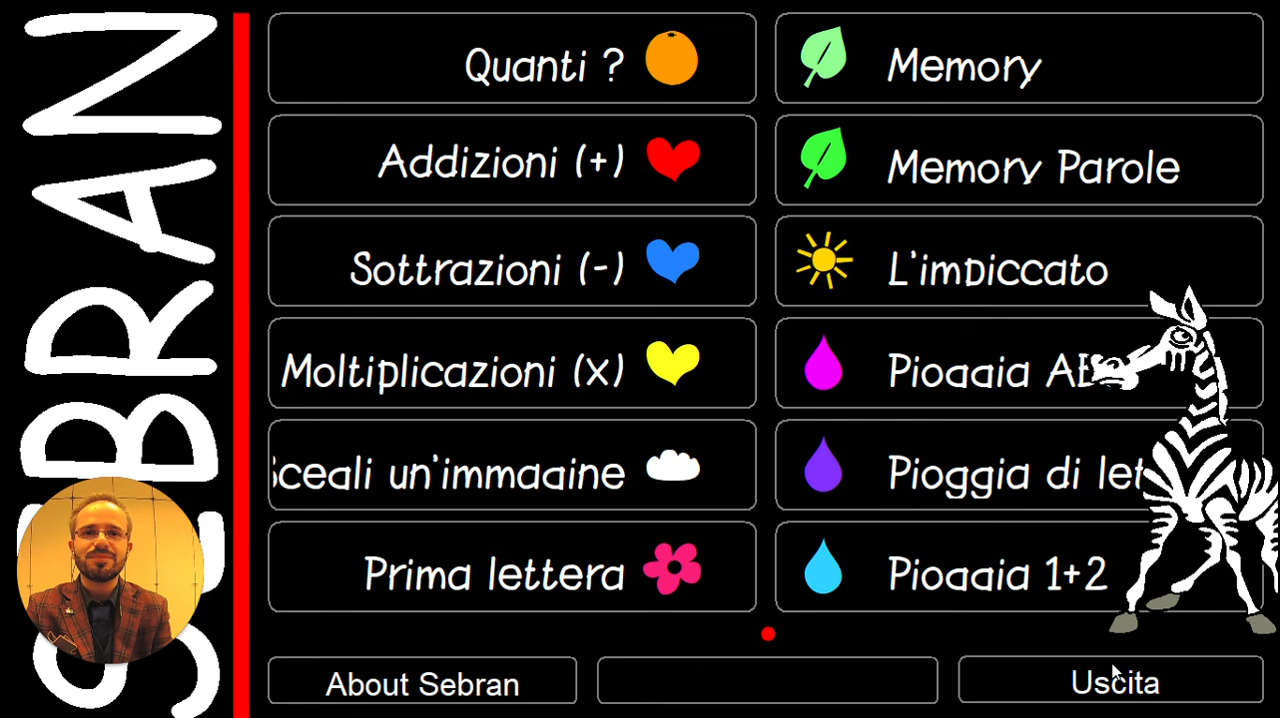 SEBRAN
Quanti ?
Addizioni (+)
Sottrazioni (-)
Moltiplicazioni (x)
Scegli un'immagine
Prima lettera
Memory
Memory Parole
L'impiccato
Pioggia
Pioggia di let
Pioggia 1+2
About Sebran
Uscita